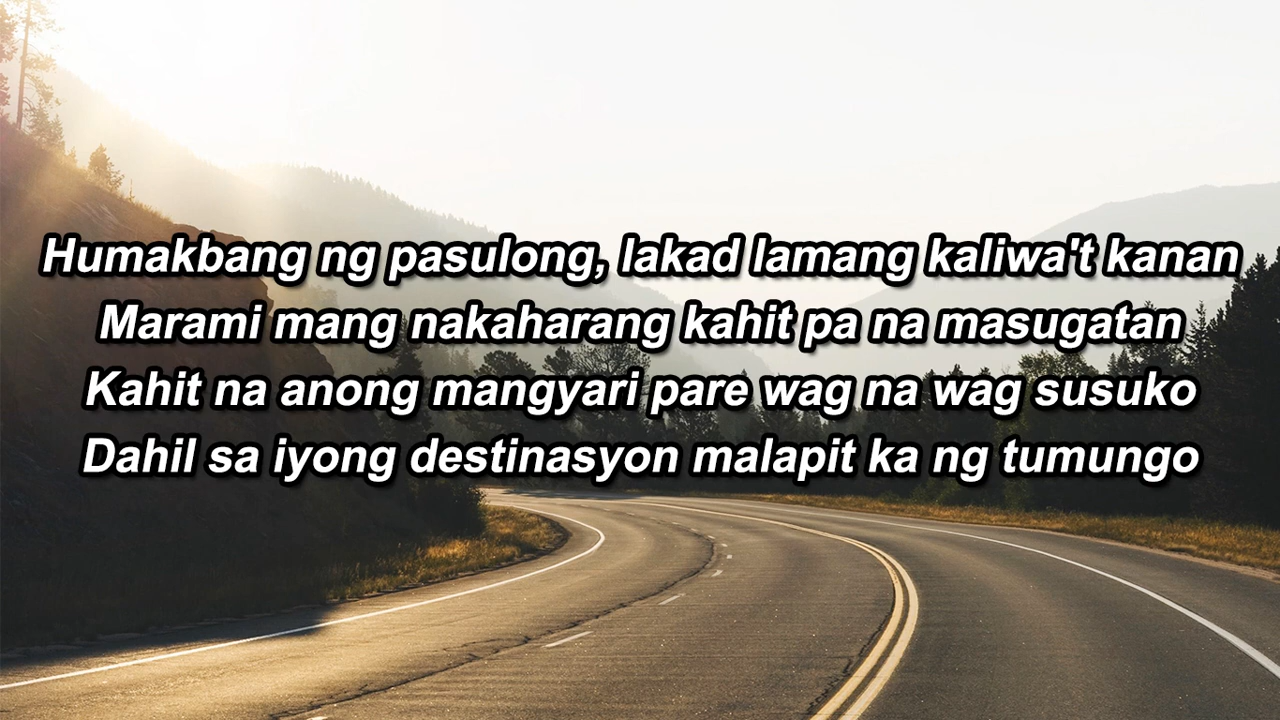 Humakbang ng pasulong, lakad lamang kaliwa't kanan
Marami mang nakaharang kahit pa na masugatan
Kahit na anong mangyari pare wag na wag susuko
Dahil sa iyong destinasyon malapit ka ng tumungo